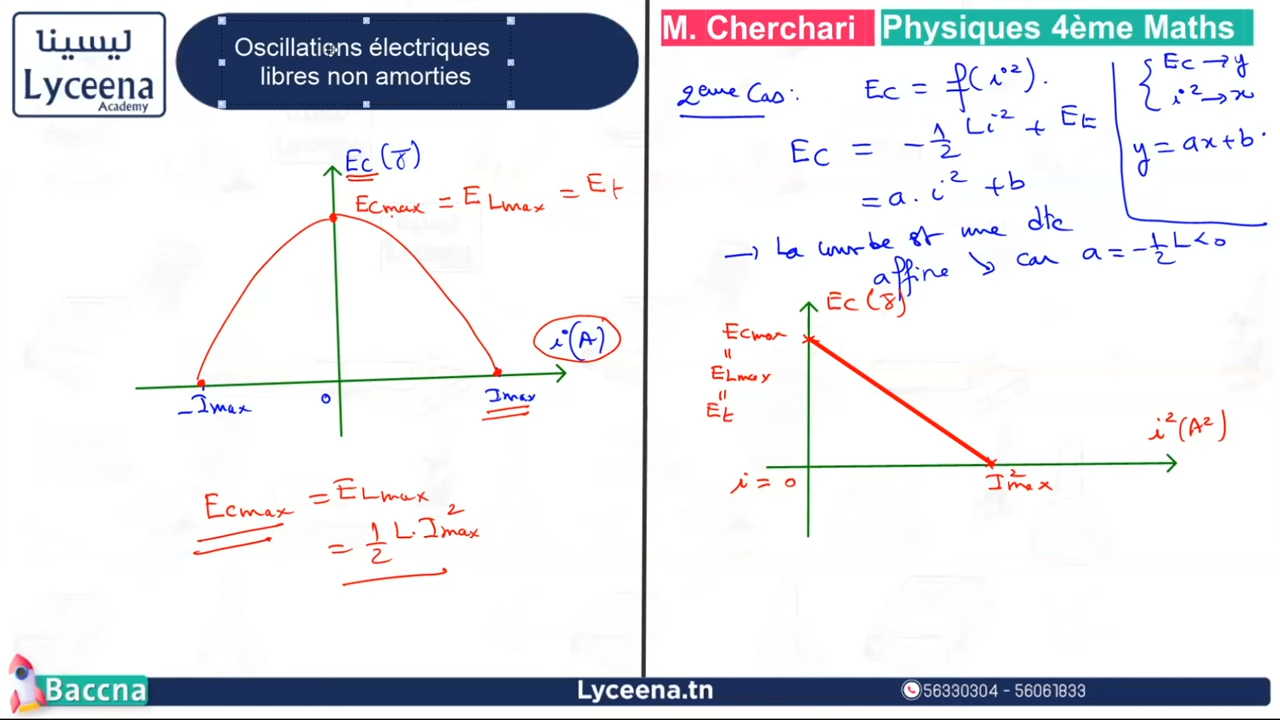 ليسينا
Lyceena
Academy
Oscillations électriques
libres non amorties
M. Cherchari Physiques 4ème Maths
Ec (J)
Ecmax = ELmax = Et
i(A)
-Imax
0
Imax
Ecmax = ELmax
= 1/2 L.Imax²
2ème Cas : Ec = f(i²).
Ec = -1/2 Li² + Et
= a. i² + b
→ La courbe est une dte
affine ↘ car a = -1/2 L < 0
{ Ec → y
i² → x
y = ax + b.
Ec (J)
Ecmax
"
ELmax
"
Et
i²(A²)
i = 0
I²max
Baccna
Lyceena.tn
56330304 - 56061833